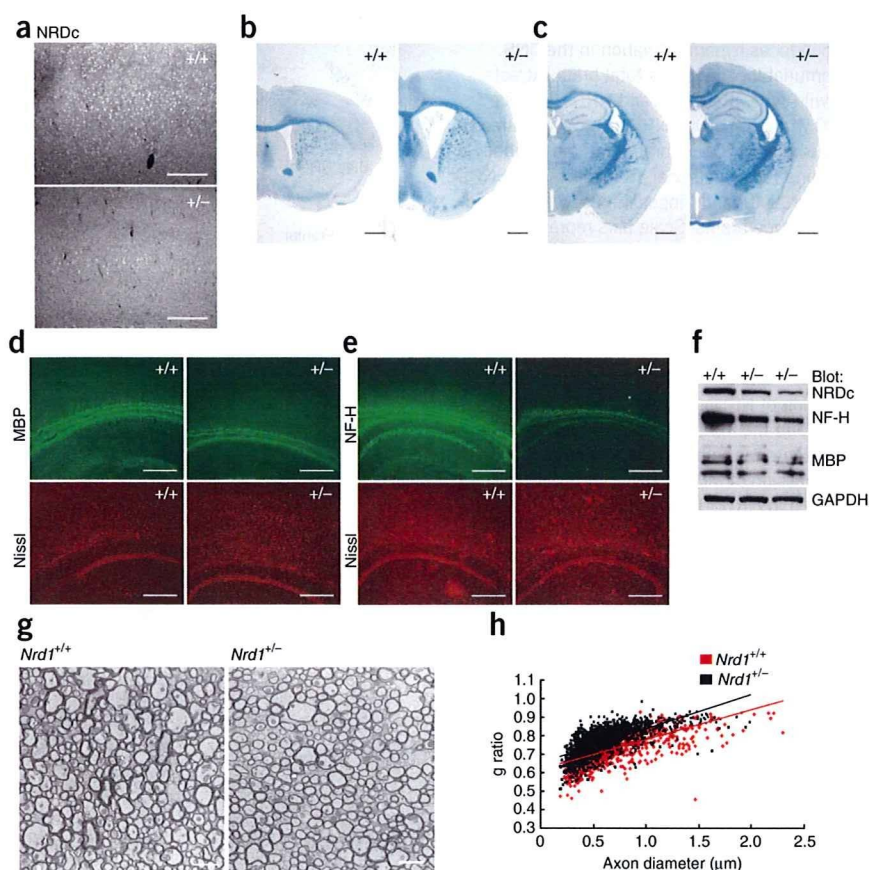 a NRDc
+/+
+/−
b
+/+
+/−
c
+/+
+/−
d
MBP
+/+
+/−
Nissl
+/+
+/−
e
NF-H
+/+
+/−
Nissl
+/+
+/−
f
+/+ +/− +/− Blot:
NRDc
NF-H
MBP
GAPDH
g
Nrd1+/+
Nrd1+/−
h
Nrd1+/+
Nrd1+/−
g ratio
1.1
1.0
0.9
0.8
0.7
0.6
0.5
0.4
0.3
0 0.5 1.0 1.5 2.0 2.5
Axon diameter (μm)